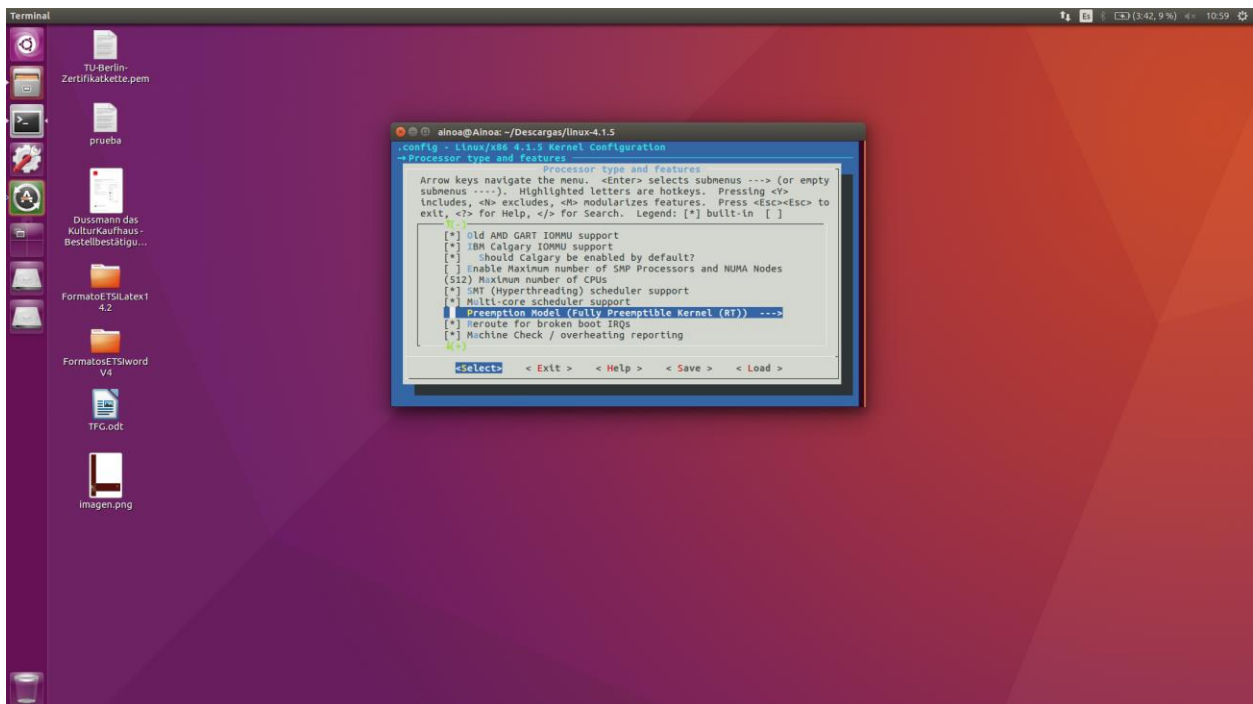 Terminal
Es
(3:42, 9 %)
10:59
TU-Berlin-
Zertifikatkette.pem
prueba
Dussmann das
KulturKaufhaus -
Bestellbestätigu...
FormatoETSILatex1
4.2
FormatosETSIword
V4
TFG.odt
imagen.png
ainoa@Ainoa: ~/Descargas/linux-4.1.5
.config - Linux/x86 4.1.5 Kernel Configuration
→ Processor type and features
Processor type and features
Arrow keys navigate the menu. <Enter> selects submenus ---> (or empty
submenus ----). Highlighted letters are hotkeys. Pressing <Y>
includes, <N> excludes, <M> modularizes features. Press <Esc><Esc> to
exit, <?> for Help, </> for Search. Legend: [*] built-in [ ]
↑(-)
[*] Old AMD GART IOMMU support
[*] IBM Calgary IOMMU support
[*] Should Calgary be enabled by default?
[ ] Enable Maximum number of SMP Processors and NUMA Nodes
(512) Maximum number of CPUs
[*] SMT (Hyperthreading) scheduler support
[*] Multi-core scheduler support
Preemption Model (Fully Preemptible Kernel (RT)) --->
[*] Reroute for broken boot IRQs
[*] Machine Check / overheating reporting
↓(+)
<Select> < Exit > < Help > < Save > < Load >